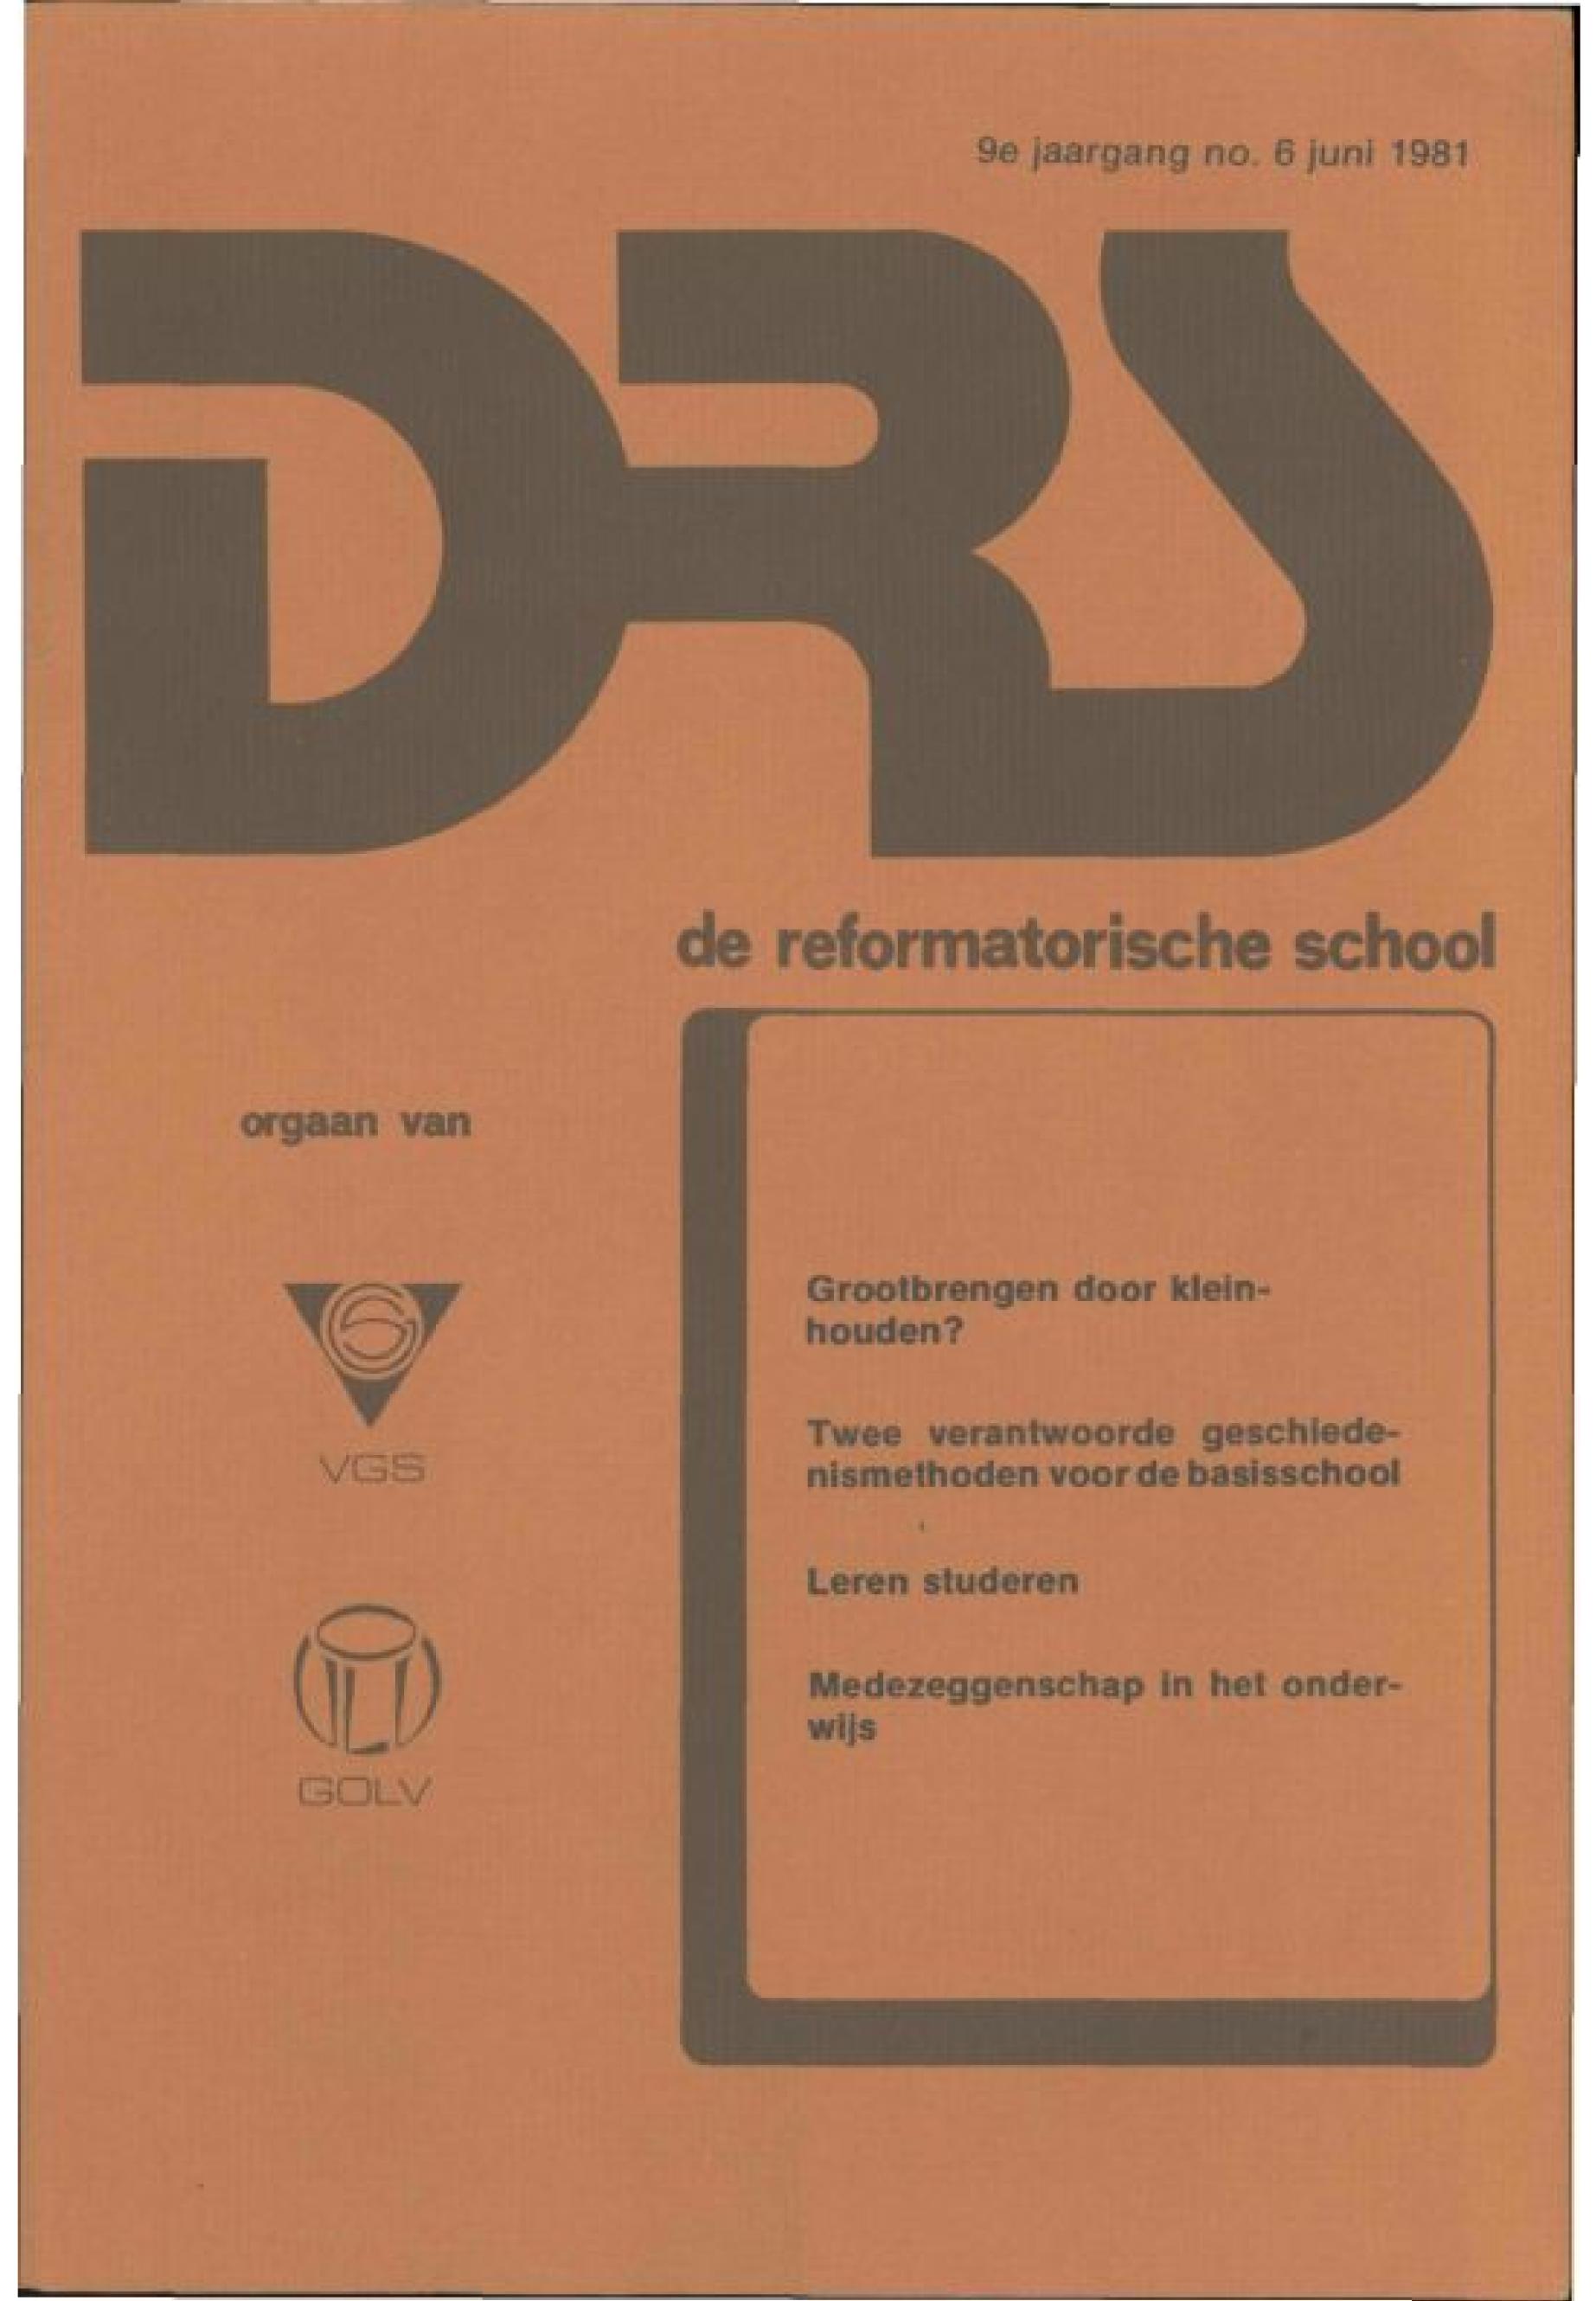 9e jaargang no. 6 juni 1981
DRS
de reformatorische school
orgaan van
VGS
GOLV
Grootbrengen door klein-
houden?
Twee verantwoorde geschiede-
nismethoden voor de basisschool
Leren studeren
Medezeggenschap in het onder-
wijs